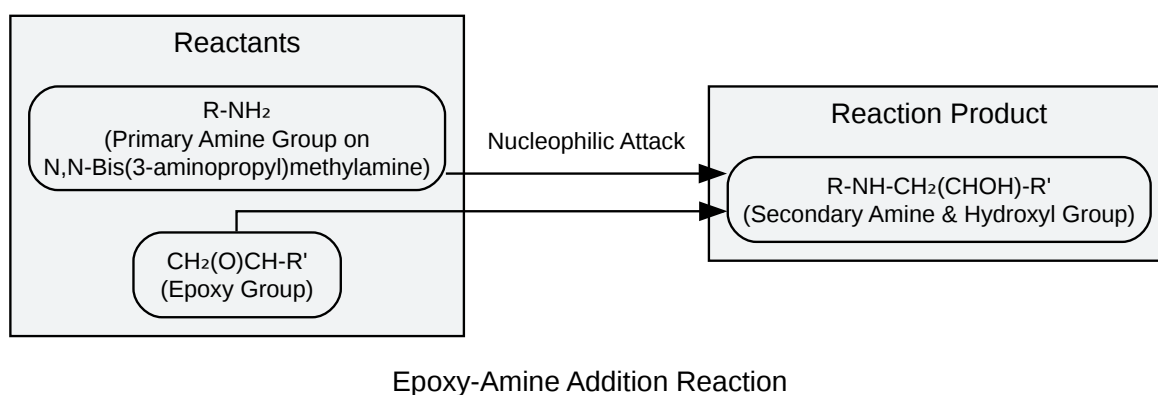 Reactants
R-NH₂
(Primary Amine Group on
N,N-Bis(3-aminopropyl)methylamine)
CH₂(O)CH-R'
(Epoxy Group)
Nucleophilic Attack
Reaction Product
R-NH-CH₂(CHOH)-R'
(Secondary Amine & Hydroxyl Group)
Epoxy-Amine Addition Reaction